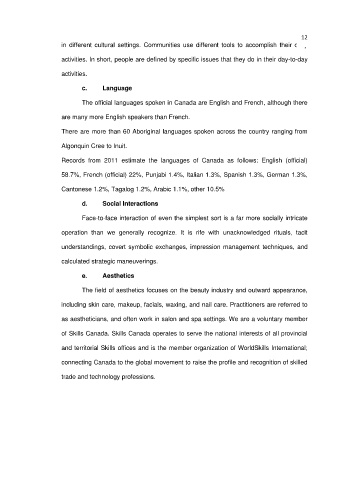 12
in different cultural settings. Communities use different tools to accomplish their
activities. In short, people are defined by specific issues that they do in their day-to-day
activities.
c. Language
The official languages spoken in Canada are English and French, although there
are many more English speakers than French.
There are more than 60 Aboriginal languages spoken across the country ranging from
Algonquin Cree to Inuit.
Records from 2011 estimate the languages of Canada as follows: English (official)
58.7%, French (official) 22%, Punjabi 1.4%, Italian 1.3%, Spanish 1.3%, German 1.3%,
Cantonese 1.2%, Tagalog 1.2%, Arabic 1.1%, other 10.5%
d. Social Interactions
Face-to-face interaction of even the simplest sort is a far more socially intricate
operation than we generally recognize. It is rife with unacknowledged rituals, tacit
understandings, covert symbolic exchanges, impression management techniques, and
calculated strategic maneuverings.
e. Aesthetics
The field of aesthetics focuses on the beauty industry and outward appearance,
including skin care, makeup, facials, waxing, and nail care. Practitioners are referred to
as aestheticians, and often work in salon and spa settings. We are a voluntary member
of Skills Canada. Skills Canada operates to serve the national interests of all provincial
and territorial Skills offices and is the member organization of WorldSkills International;
connecting Canada to the global movement to raise the profile and recognition of skilled
trade and technology professions.